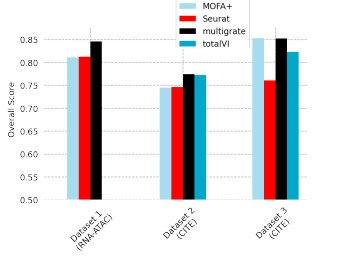 MOFA+
Seurat
multigrate
totalVI
Overall Score
0.85
0.80
0.75
0.70
0.65
0.60
0.55
0.50
Dataset 1
(RNA-ATAC)
Dataset 2
(CITE)
Dataset 3
(CITE)